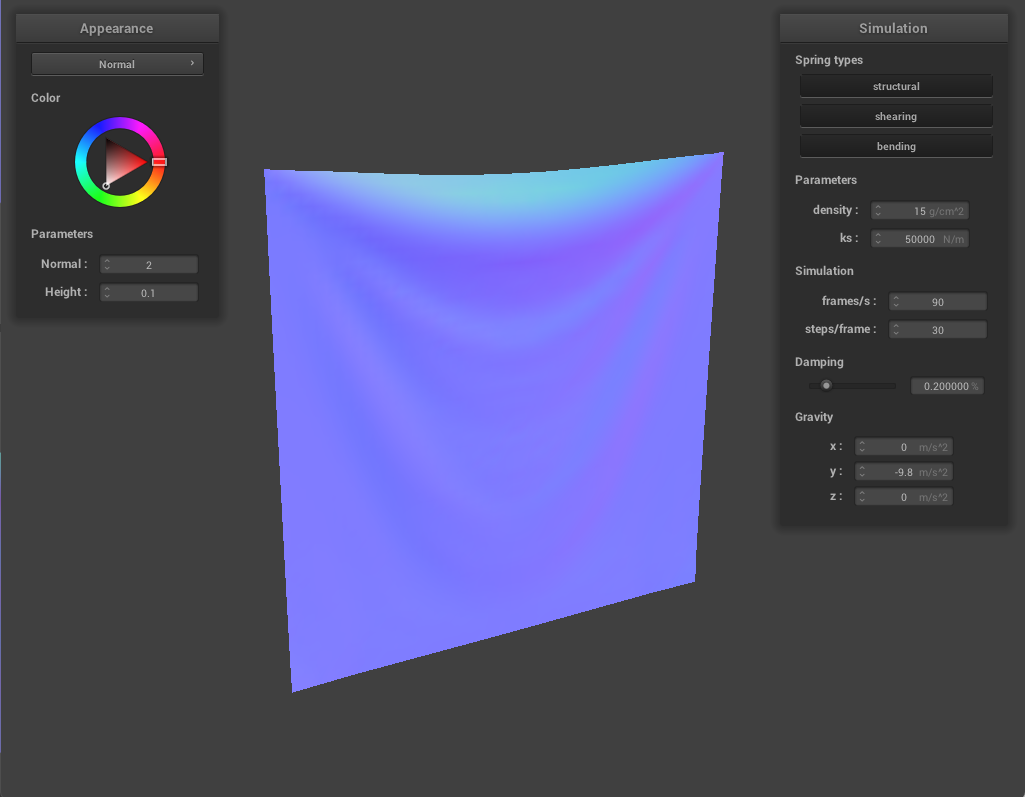 Appearance
Normal
Color
Parameters
Normal : 2
Height : 0.1
Simulation
Spring types
structural
shearing
bending
Parameters
density : 15 g/cm^2
ks : 50000 N/m
Simulation
frames/s : 90
steps/frame : 30
Damping
0.200000 %
Gravity
x : 0 m/s^2
y : -9.8 m/s^2
z : 0 m/s^2